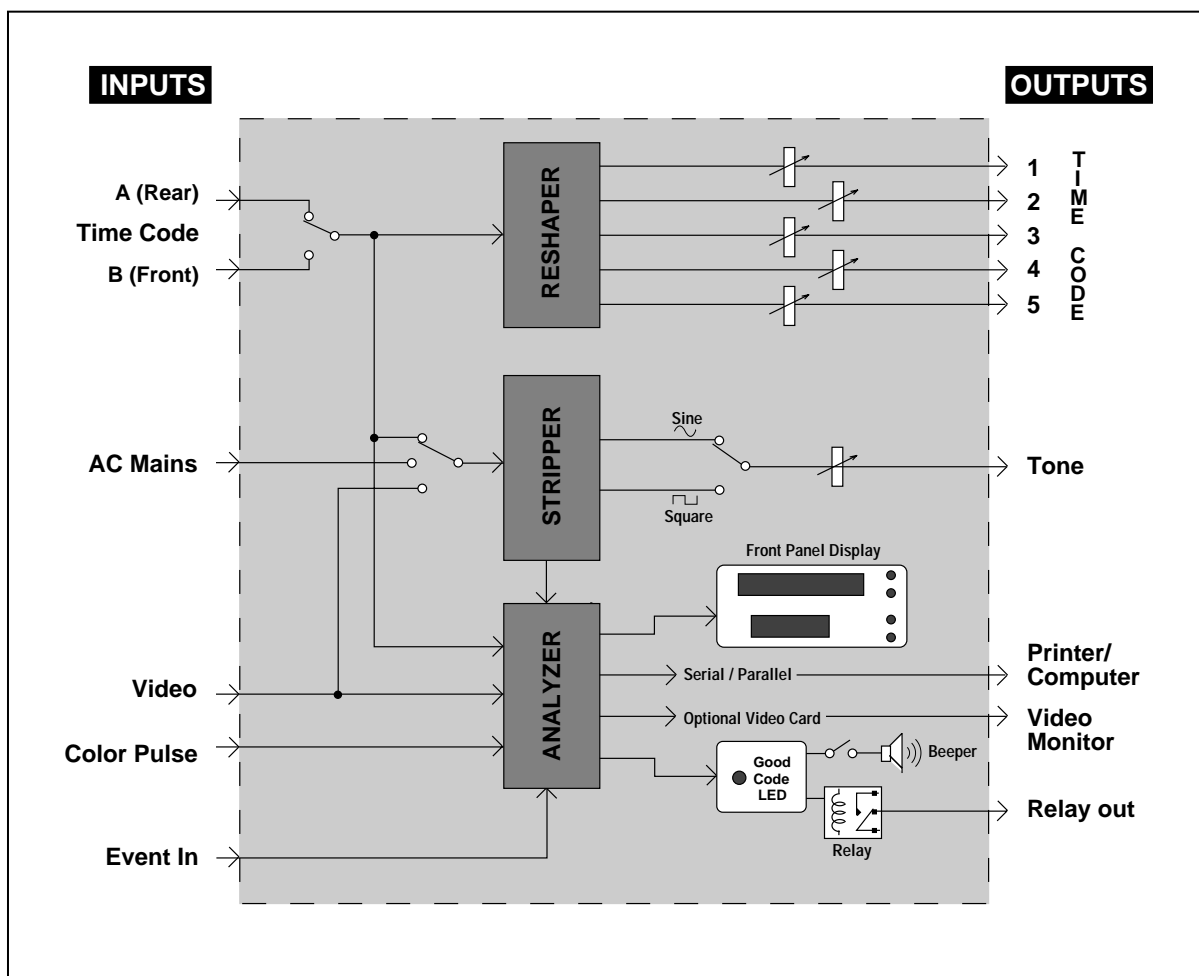 INPUTS
OUTPUTS
A (Rear)
Time Code
B (Front)
RESHAPER
1
2
3
4
5
TIME CODE
AC Mains
STRIPPER
Sine
Square
Tone
Front Panel Display
Video
Color Pulse
Event In
ANALYZER
Serial / Parallel
Printer/
Computer
Optional Video Card
Video
Monitor
Good
Code
LED
Beeper
Relay
Relay out